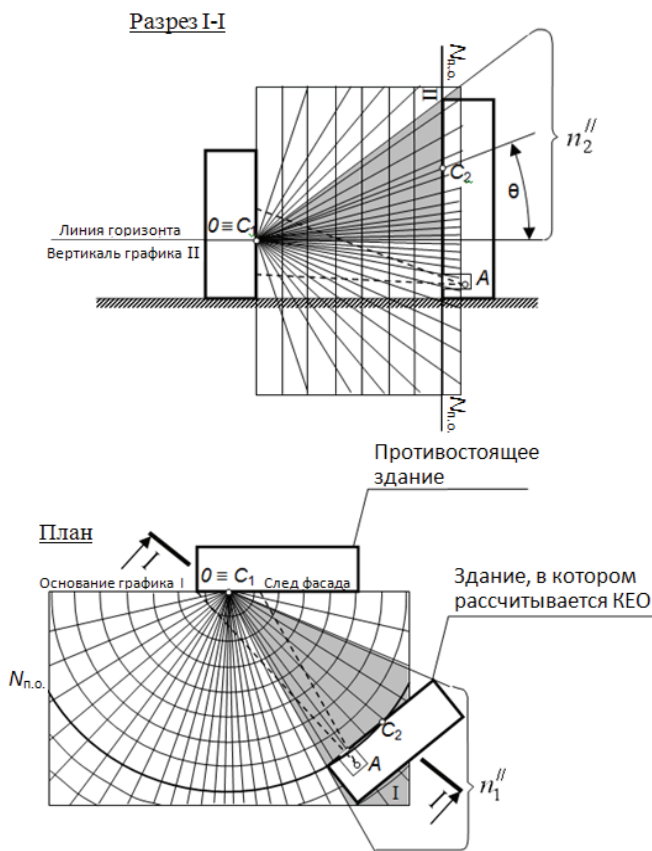 Разрез I-I
Nп.о.
II
n₂//
C₂
θ
0 ≡ C₁
Линия горизонта
Вертикаль графика II
A
Nп.о.
Противостоящее
здание
План
I
Основание графика I
0 ≡ C₁
След фасада
Здание, в котором
рассчитывается КЕО
Nп.о.
C₂
A
I
I
n₁//